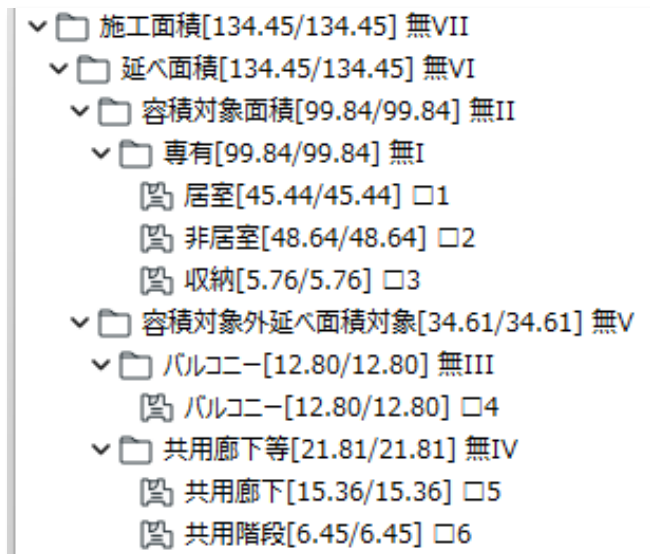 施工面積[134.45/134.45] 無VII
延べ面積[134.45/134.45] 無VI
容積対象面積[99.84/99.84] 無II
専有[99.84/99.84] 無I
居室[45.44/45.44] □1
非居室[48.64/48.64] □2
収納[5.76/5.76] □3
容積対象外延べ面積対象[34.61/34.61] 無V
バルコニー[12.80/12.80] 無III
バルコニー[12.80/12.80] □4
共用廊下等[21.81/21.81] 無IV
共用廊下[15.36/15.36] □5
共用階段[6.45/6.45] □6